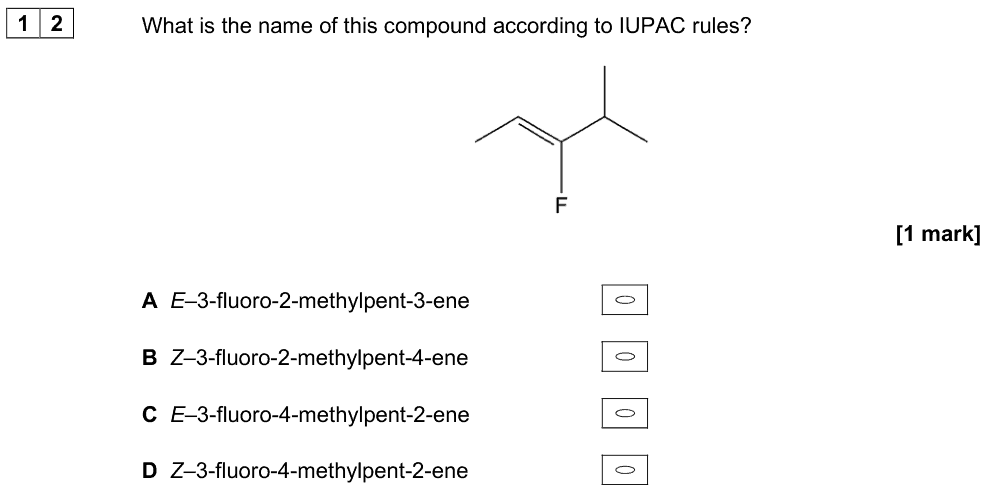 1 2 What is the name of this compound according to IUPAC rules?
F
[1 mark]
A E–3-fluoro-2-methylpent-3-ene
B Z–3-fluoro-2-methylpent-4-ene
C E–3-fluoro-4-methylpent-2-ene
D Z–3-fluoro-4-methylpent-2-ene